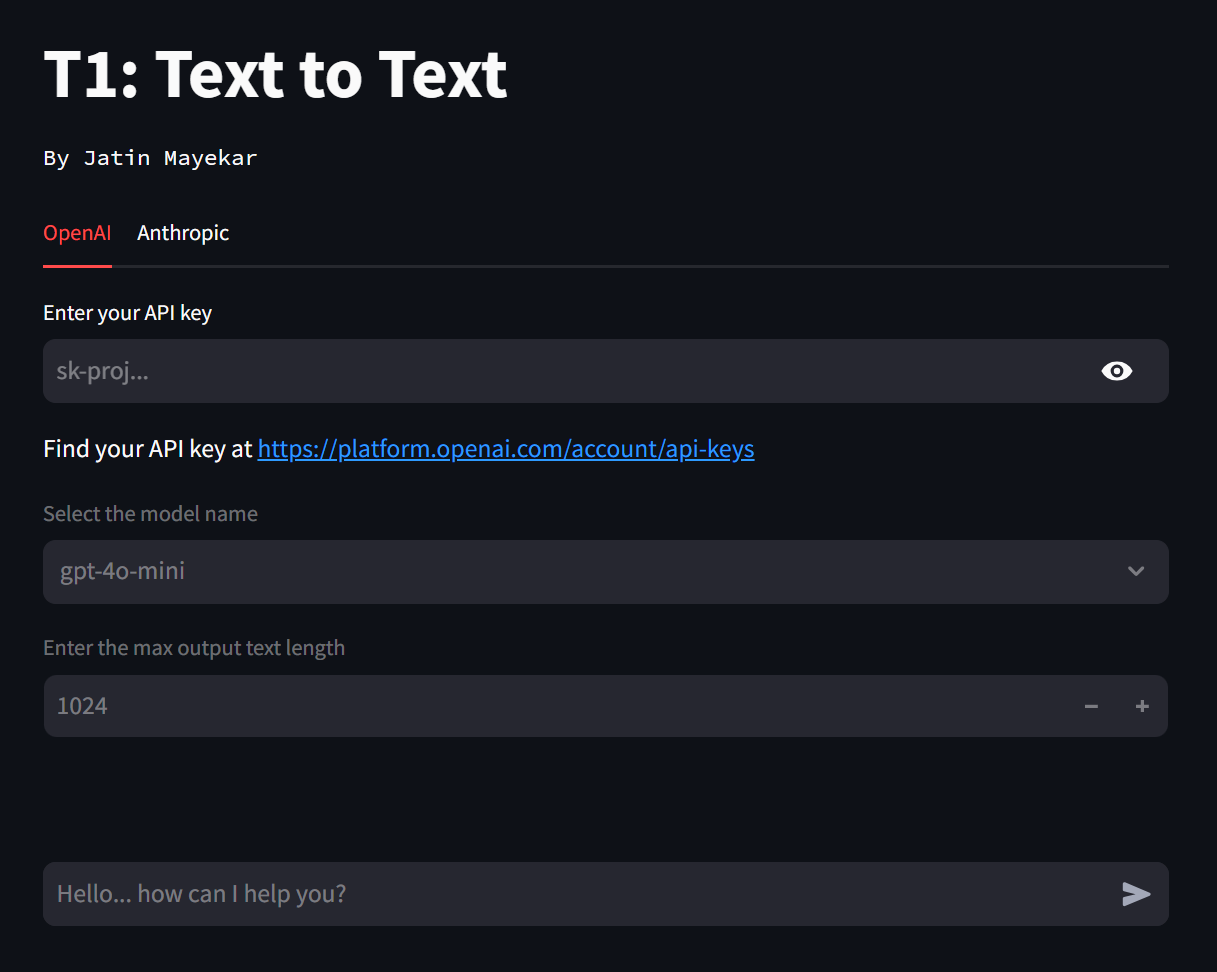 T1: Text to Text
By Jatin Mayekar
OpenAI Anthropic
Enter your API key
sk-proj...
Find your API key at https://platform.openai.com/account/api-keys
Select the model name
gpt-4o-mini
Enter the max output text length
1024
Hello... how can I help you?